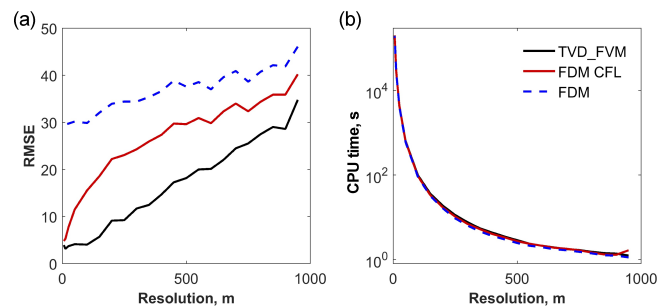 (a)
50
40
30
20
10
0
RMSE
0
500
1000
Resolution, m
(b)
TVD_FVM
FDM CFL
FDM
10^4
10^2
10^0
CPU time, s
0
500
1000
Resolution, m